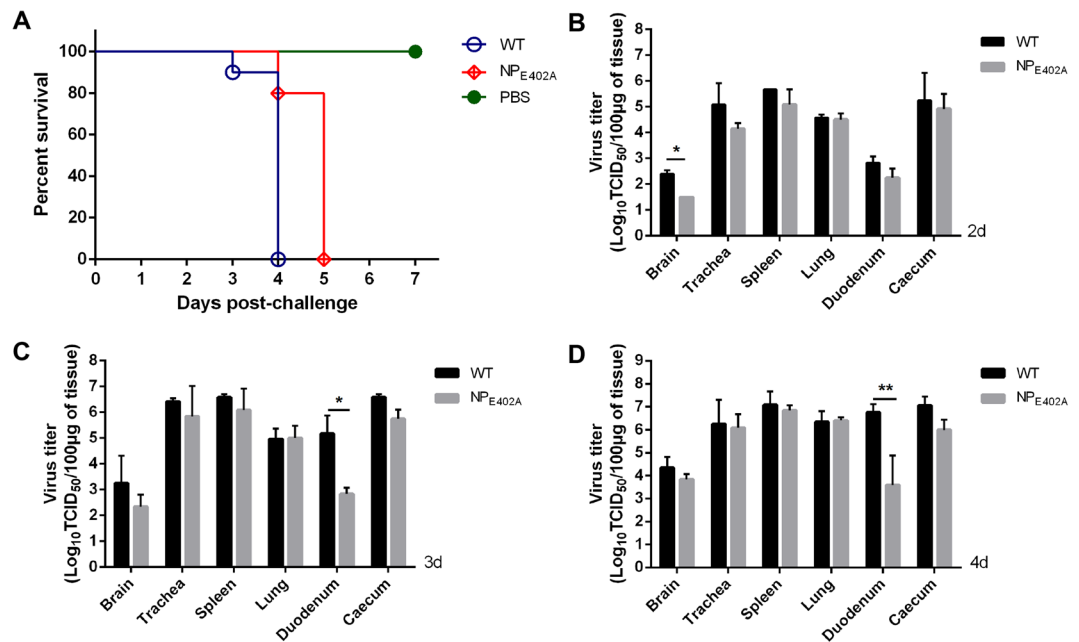 A
Percent survival
100
80
60
40
20
0
0 1 2 3 4 5 6 7
Days post-challenge
WT
NPE402A
PBS
B
Virus titer
(Log10TCID50/100μg of tissue)
8
7
6
5
4
3
2
1
0
*
Brain
Trachea
Spleen
Lung
Duodenum
Caecum
2d
WT
NPE402A
C
Virus titer
(Log10TCID50/100μg of tissue)
8
7
6
5
4
3
2
1
0
*
Brain
Trachea
Spleen
Lung
Duodenum
Caecum
3d
WT
NPE402A
D
Virus titer
(Log10TCID50/100μg of tissue)
9
8
7
6
5
4
3
2
1
0
**
Brain
Trachea
Spleen
Lung
Duodenum
Caecum
4d
WT
NPE402A